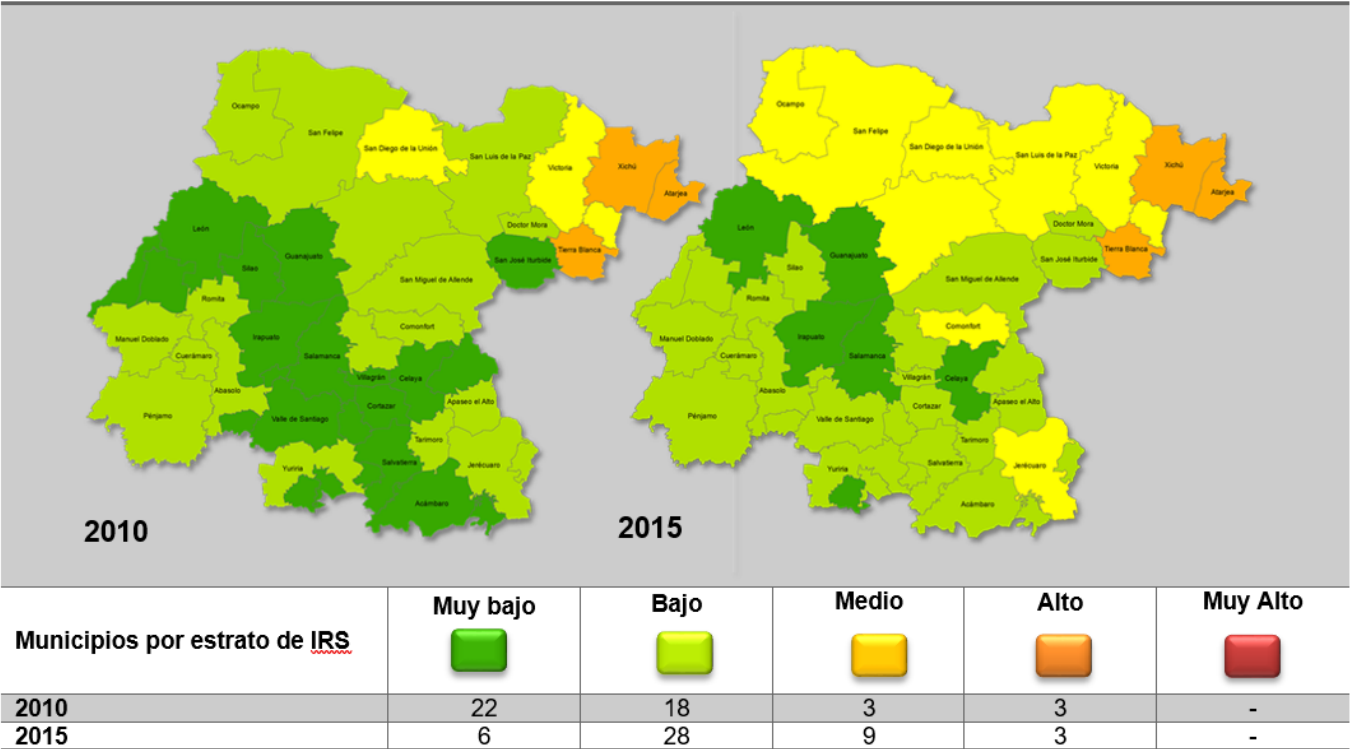 Ocampo
San Felipe
San Diego de la Unión
San Luis de la Paz
Victoria
Xichú
Atarjea
León
Guanajuato
Silao
Doctor Mora
San José Iturbide
Tierra Blanca
San Miguel de Allende
Romita
Manuel Doblado
Cuerámaro
Irapuato
Salamanca
Comonfort
Abasolo
Villagrán
Celaya
Pénjamo
Valle de Santiago
Cortazar
Apaseo el Alto
Tarimoro
Yuriria
Salvatierra
Jerécuaro
Acámbaro
2010
Ocampo
San Felipe
San Diego de la Unión
San Luis de la Paz
Victoria
Xichú
Atarjea
León
Guanajuato
Silao
Doctor Mora
San José Iturbide
Tierra Blanca
San Miguel de Allende
Romita
Manuel Doblado
Cuerámaro
Irapuato
Salamanca
Comonfort
Abasolo
Villagrán
Celaya
Pénjamo
Valle de Santiago
Cortazar
Apaseo el Alto
Tarimoro
Yuriria
Salvatierra
Jerécuaro
Acámbaro
2015
Municipios por estrato de IRS Muy bajo Bajo Medio Alto Muy Alto
2010 22 18 3 3 -
2015 6 28 9 3 -